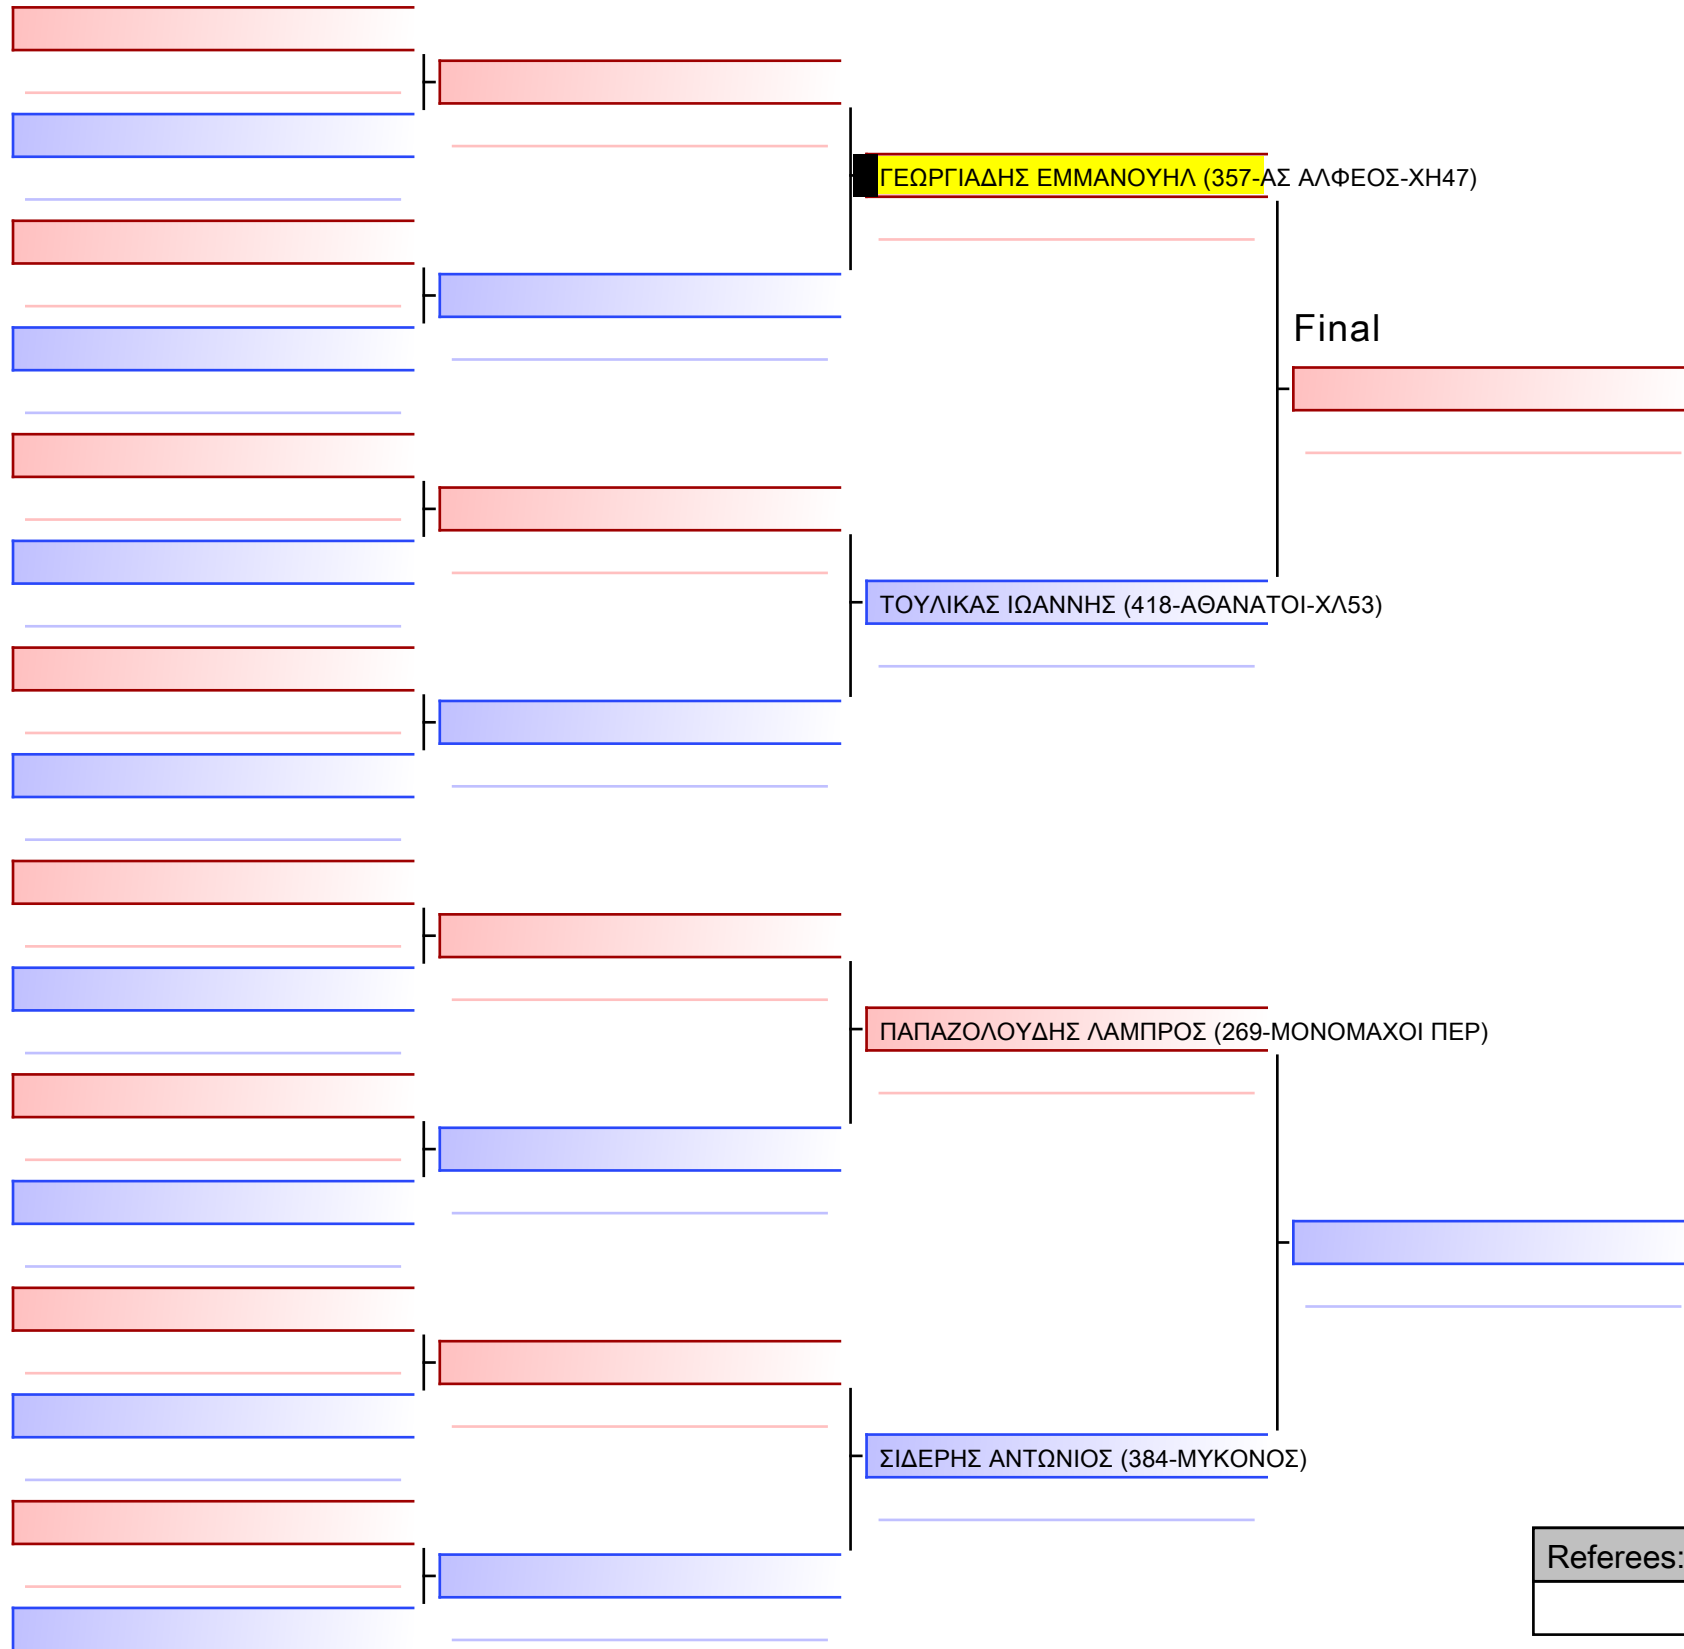 ΓΕΩΡΓΙΑΔΗΣ ΕΜΜΑΝΟΥΗΛ (357-ΑΣ ΑΛΦΕΟΣ-ΧΗ47)
Final
ΤΟΥΛΙΚΑΣ ΙΩΑΝΝΗΣ (418-ΑΘΑΝΑΤΟΙ-ΧΛ53)
ΠΑΠΑΖΟΛΟΥΔΗΣ ΛΑΜΠΡΟΣ (269-ΜΟΝΟΜΑΧΟΙ ΠΕΡ)
ΣΙΔΕΡΗΣ ΑΝΤΩΝΙΟΣ (384-ΜΥΚΟΝΟΣ)
Referees: